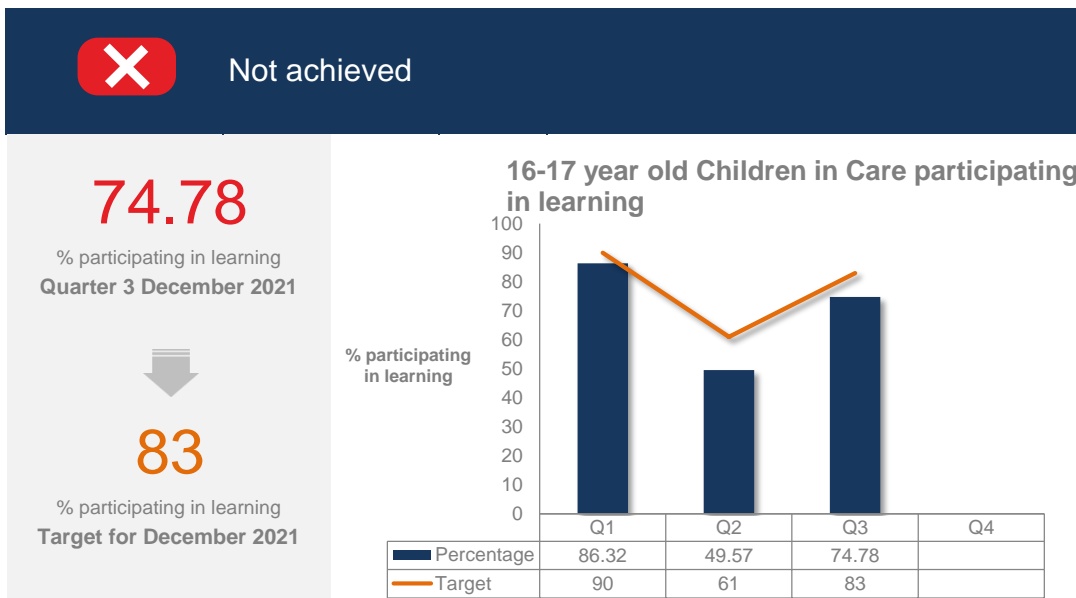 Not achieved
74.78
% participating in learning
Quarter 3 December 2021
83
% participating in learning
Target for December 2021
16-17 year old Children in Care participating
in learning
% participating
in learning
100
90
80
70
60
50
40
30
20
10
0
Q1 Q2 Q3 Q4
Percentage 86.32 49.57 74.78
Target 90 61 83